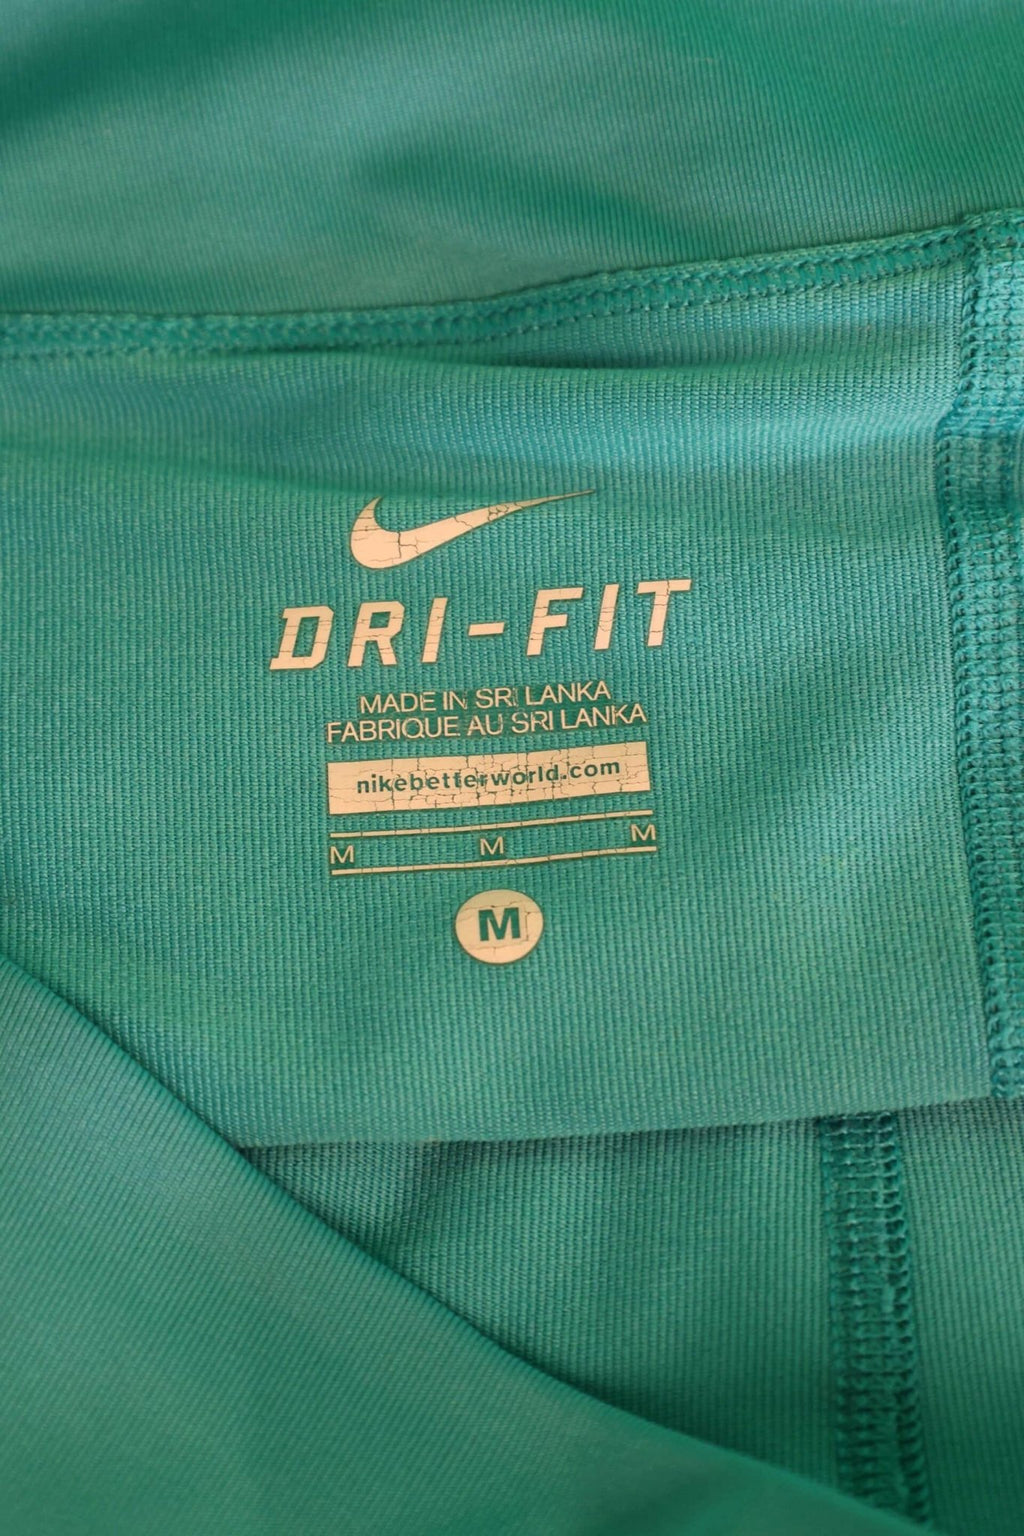 DRI-FIT
MADE IN SRI LANKA
FABRIQUE AU SRI LANKA
nikebetterworld.com
M M M
M